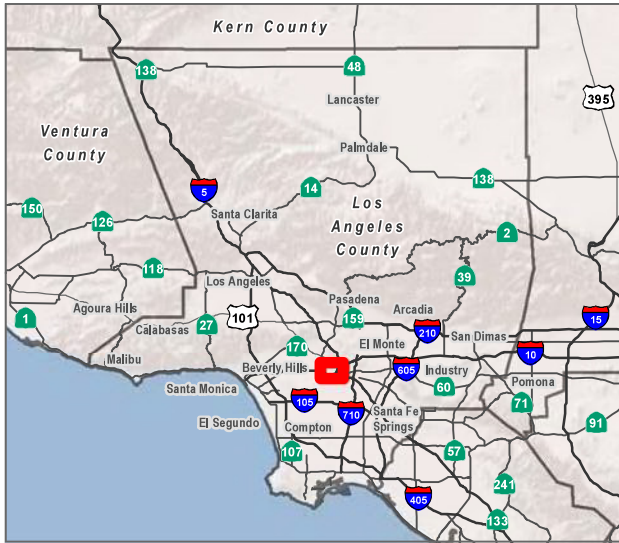 Kern County
138
48
395
Lancaster
Ventura
County
Palmdale
138
5
14
Los
Angeles
County
150
126
Santa Clarita
2
118
39
Los Angeles
Pasadena
Agoura Hills
1
Calabasas
27
101
159
Arcadia
210
15
San Dimas
170
El Monte
10
Malibu
Beverly Hills
605
Industry
60
Pomona
Santa Monica
105
710
71
Santa Fe
Springs
El Segundo
Compton
91
107
57
241
405
133